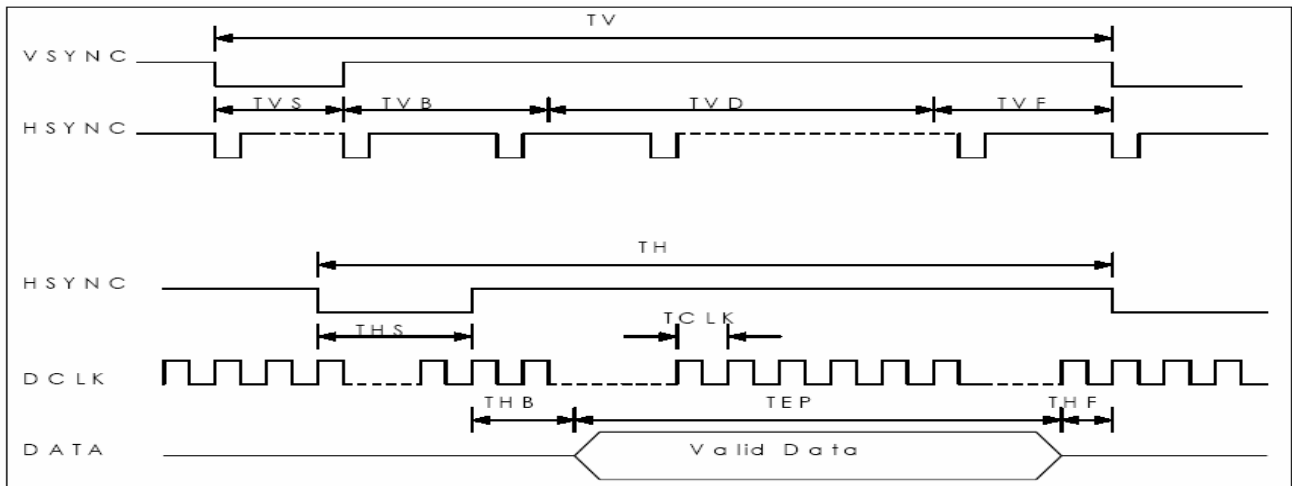 TV
VSYNC
TVS TVB TVD TVF
HSYNC
TH
HSYNC
TCLK
THS
DCLK
THB TEP THF
DATA Valid Data